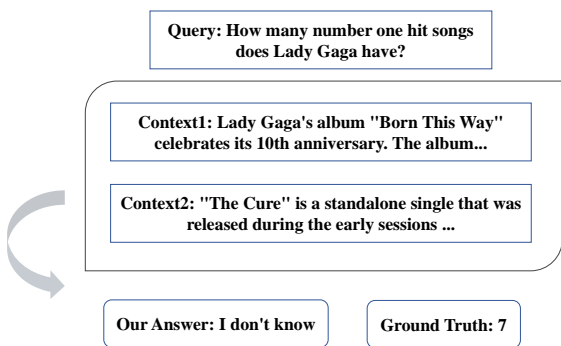 Query: How many number one hit songs
does Lady Gaga have?
Context1: Lady Gaga's album "Born This Way"
celebrates its 10th anniversary. The album...
Context2: "The Cure" is a standalone single that was
released during the early sessions ...
Our Answer: I don't know
Ground Truth: 7